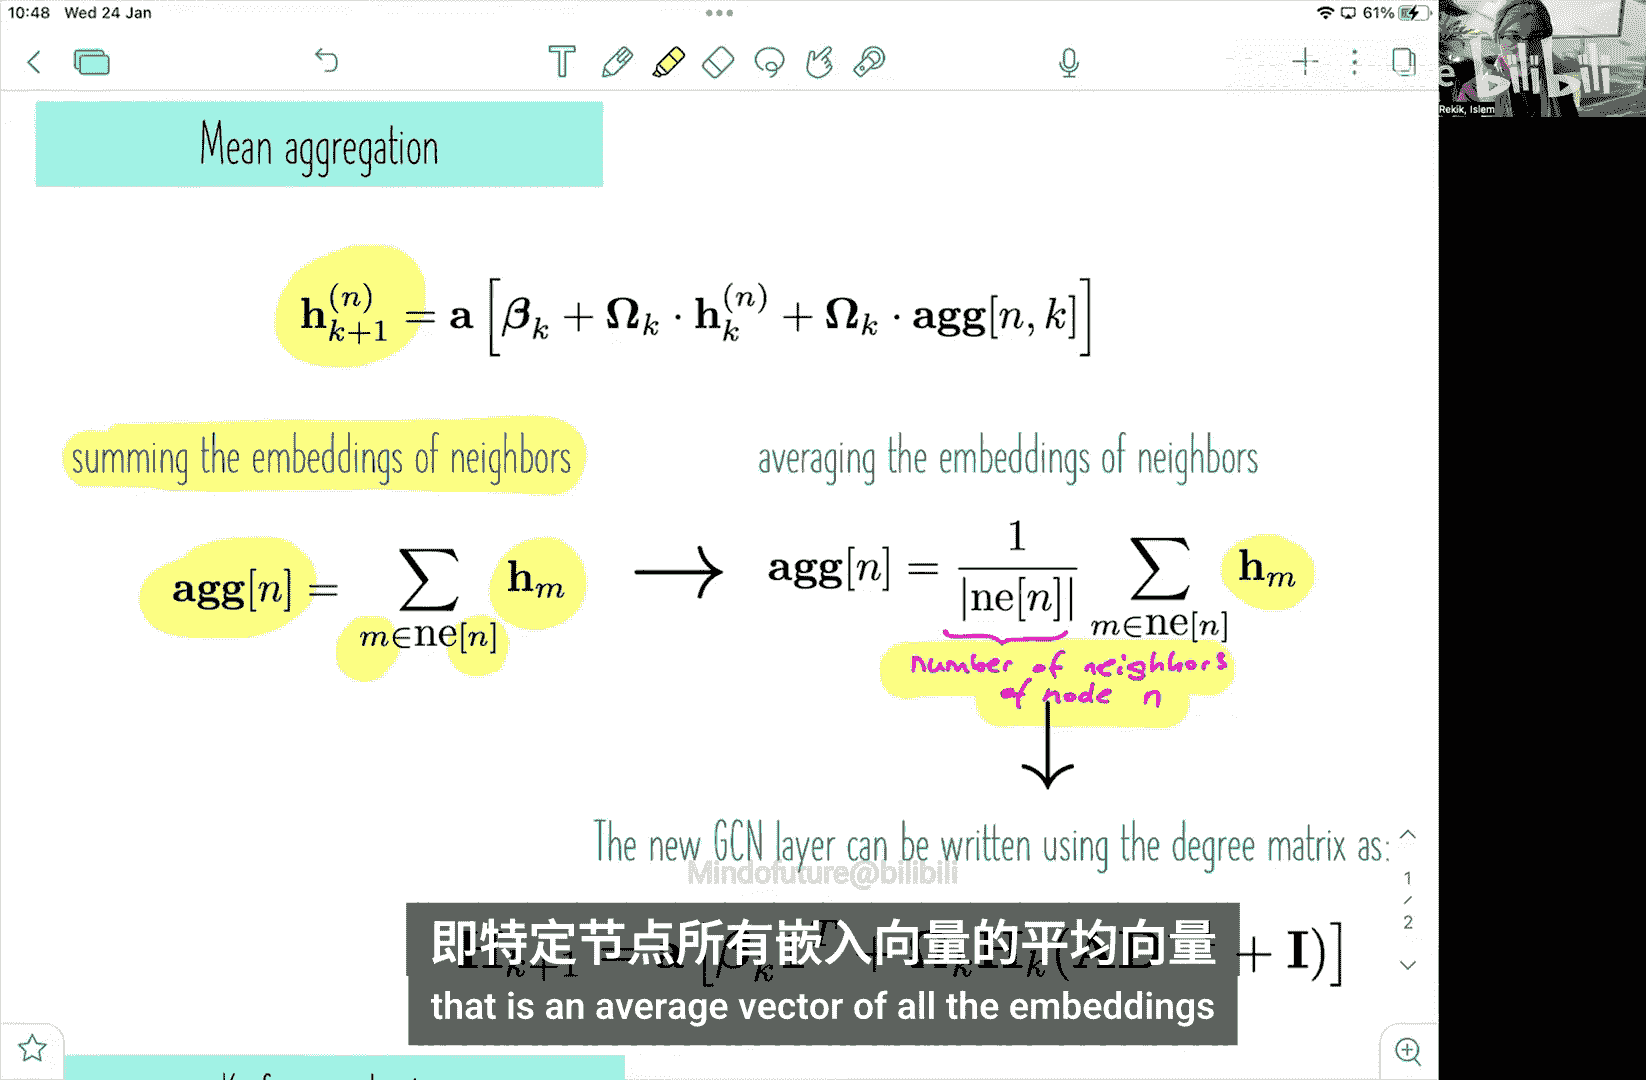 10:48 Wed 24 Jan
61%
bilibili
Rekik, Islem
Mean aggregation
h_{k+1}^{(n)} = a [β_k + Ω_k · h_k^{(n)} + Ω_k · agg[n, k]]
summing the embeddings of neighbors
averaging the embeddings of neighbors
agg[n] = ∑_{m∈ne[n]} h_m → agg[n] = 1/|ne[n]| ∑_{m∈ne[n]} h_m
number of neighbors
of node n
The new GCN layer can be written using the degree matrix as:
Mindofuture@bilibili
1
/
2
+ I)]
即特定节点所有嵌入向量的平均向量
that is an average vector of all the embeddings